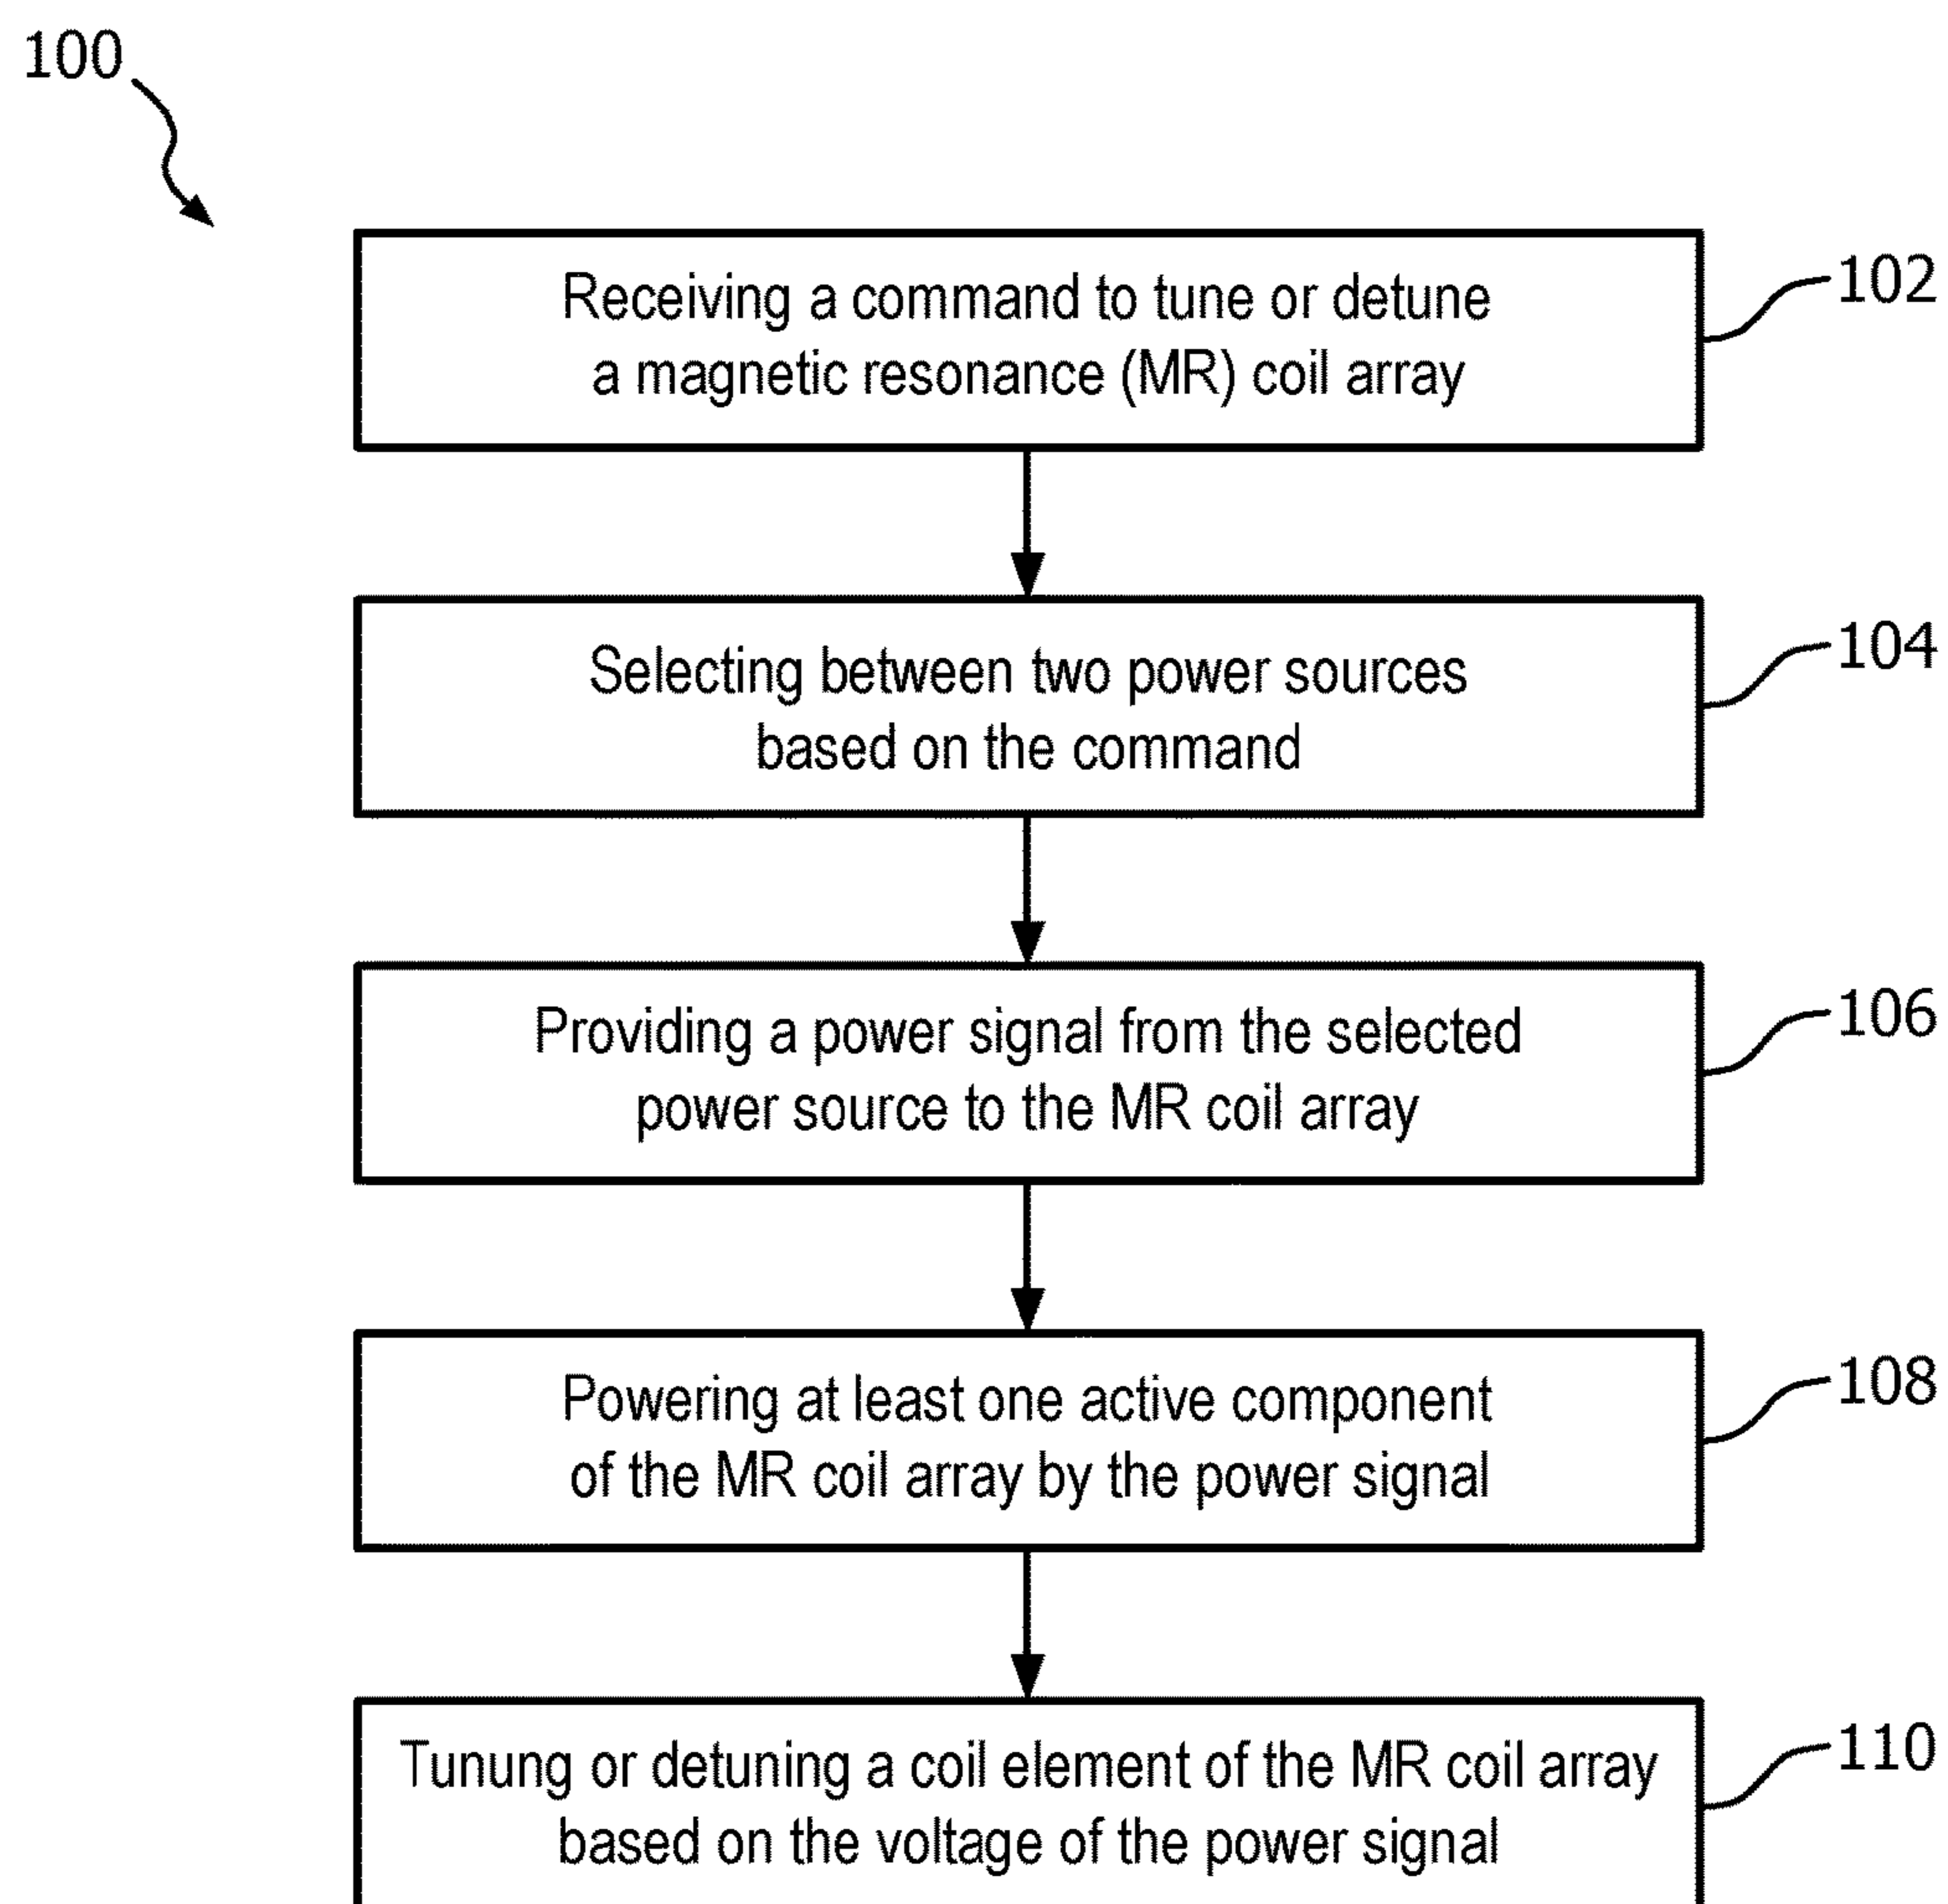 100
Receiving a command to tune or detune
a magnetic resonance (MR) coil array
102
Selecting between two power sources
based on the command
104
Providing a power signal from the selected
power source to the MR coil array
106
Powering at least one active component
of the MR coil array by the power signal
108
Tunung or detuning a coil element of the MR coil array
based on the voltage of the power signal
110